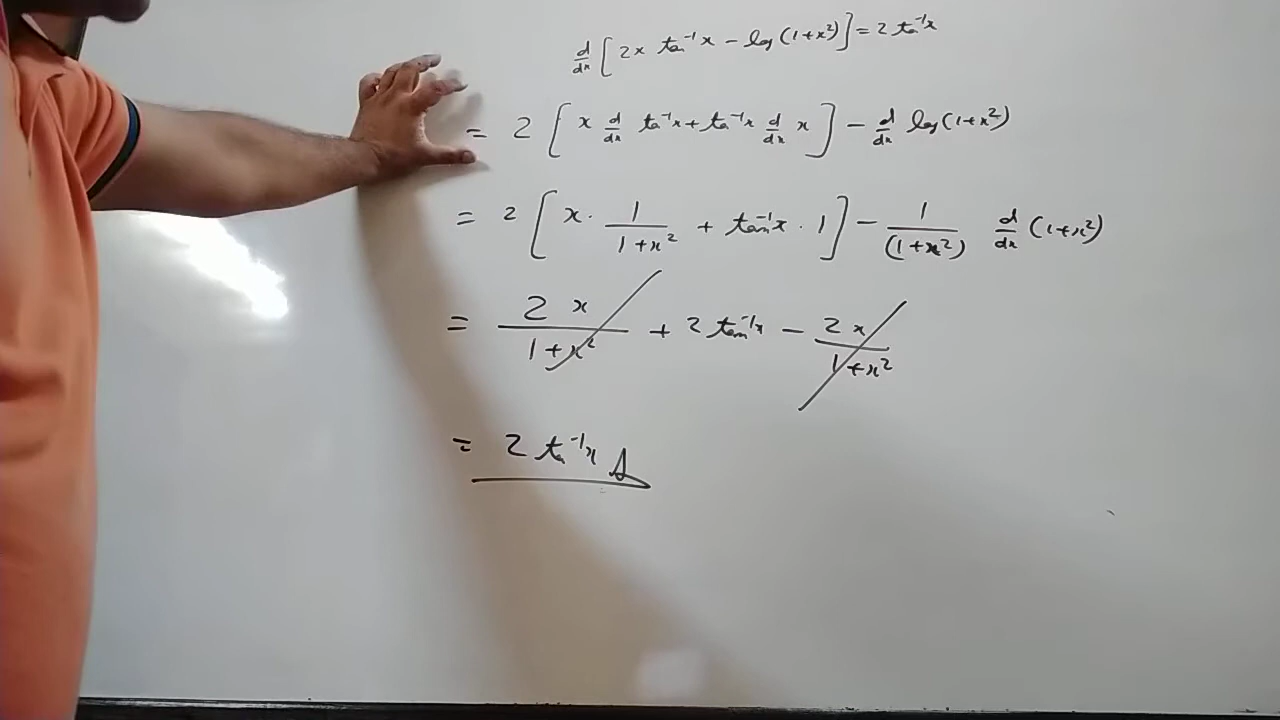 d/dx [2x tan⁻¹x − log(1+x²)] = 2 tan⁻¹x
= 2 [x d/dx tan⁻¹x + tan⁻¹x d/dx x] − d/dx log(1+x²)
= 2 [x · 1/(1+x²) + tan⁻¹x · 1] − 1/(1+x²) d/dx (1+x²)
= 2x/(1+x²) + 2 tan⁻¹x − 2x/(1+x²)
= 2 tan⁻¹x